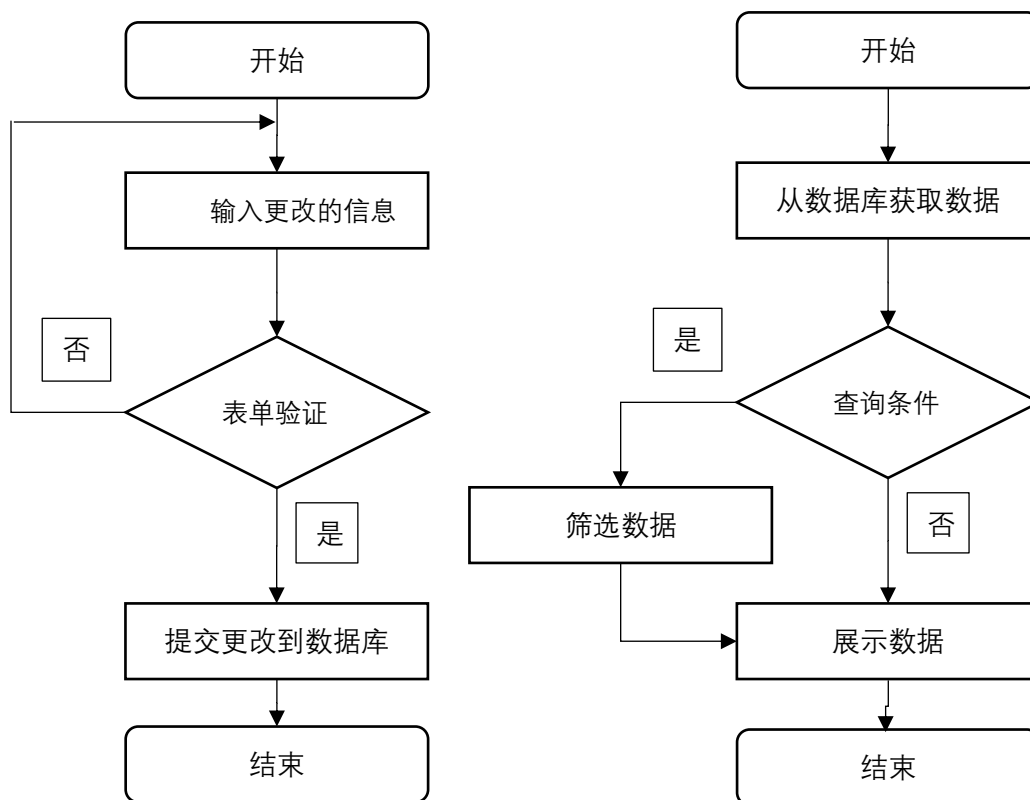 开始
输入更改的信息
否
表单验证
是
提交更改到数据库
结束
开始
从数据库获取数据
是
查询条件
筛选数据
否
展示数据
结束